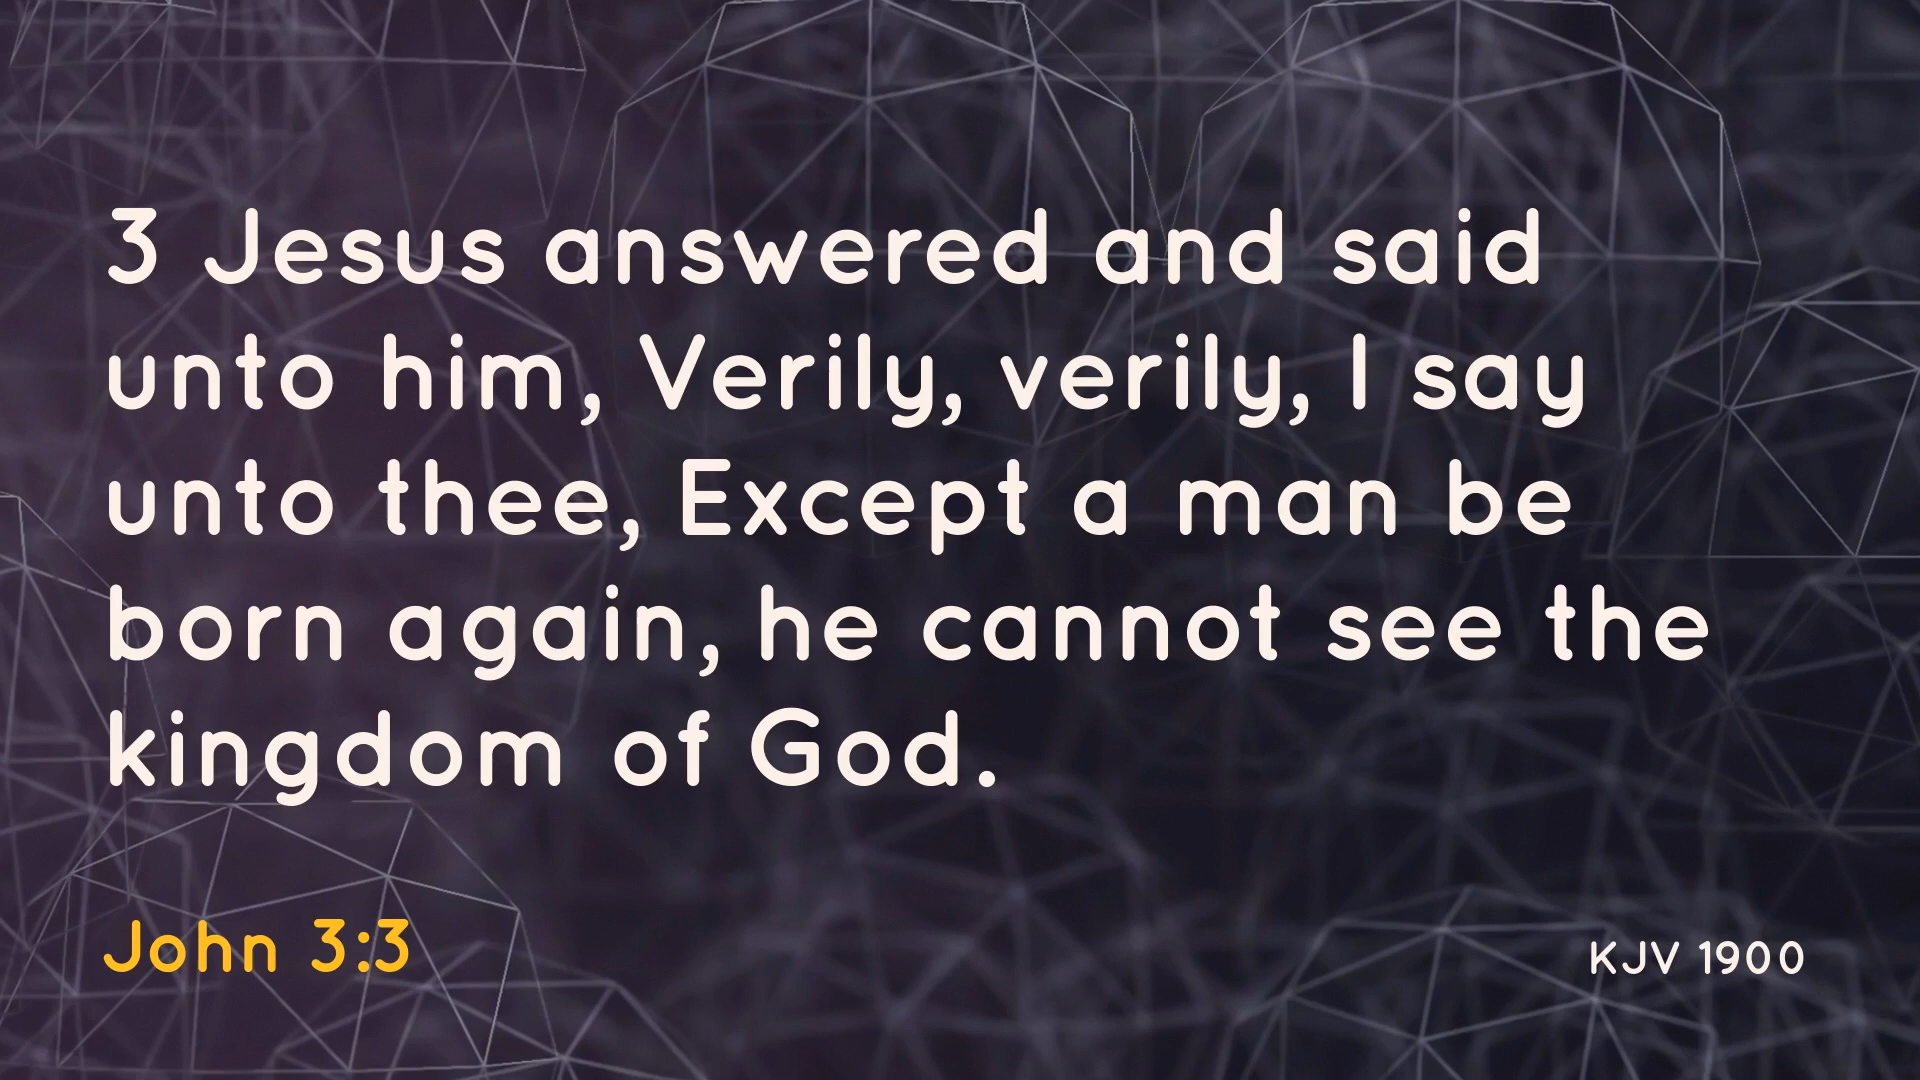 3 Jesus answered and said
unto him, Verily, verily, I say
unto thee, Except a man be
born again, he cannot see the
kingdom of God.
John 3:3
KJV 1900